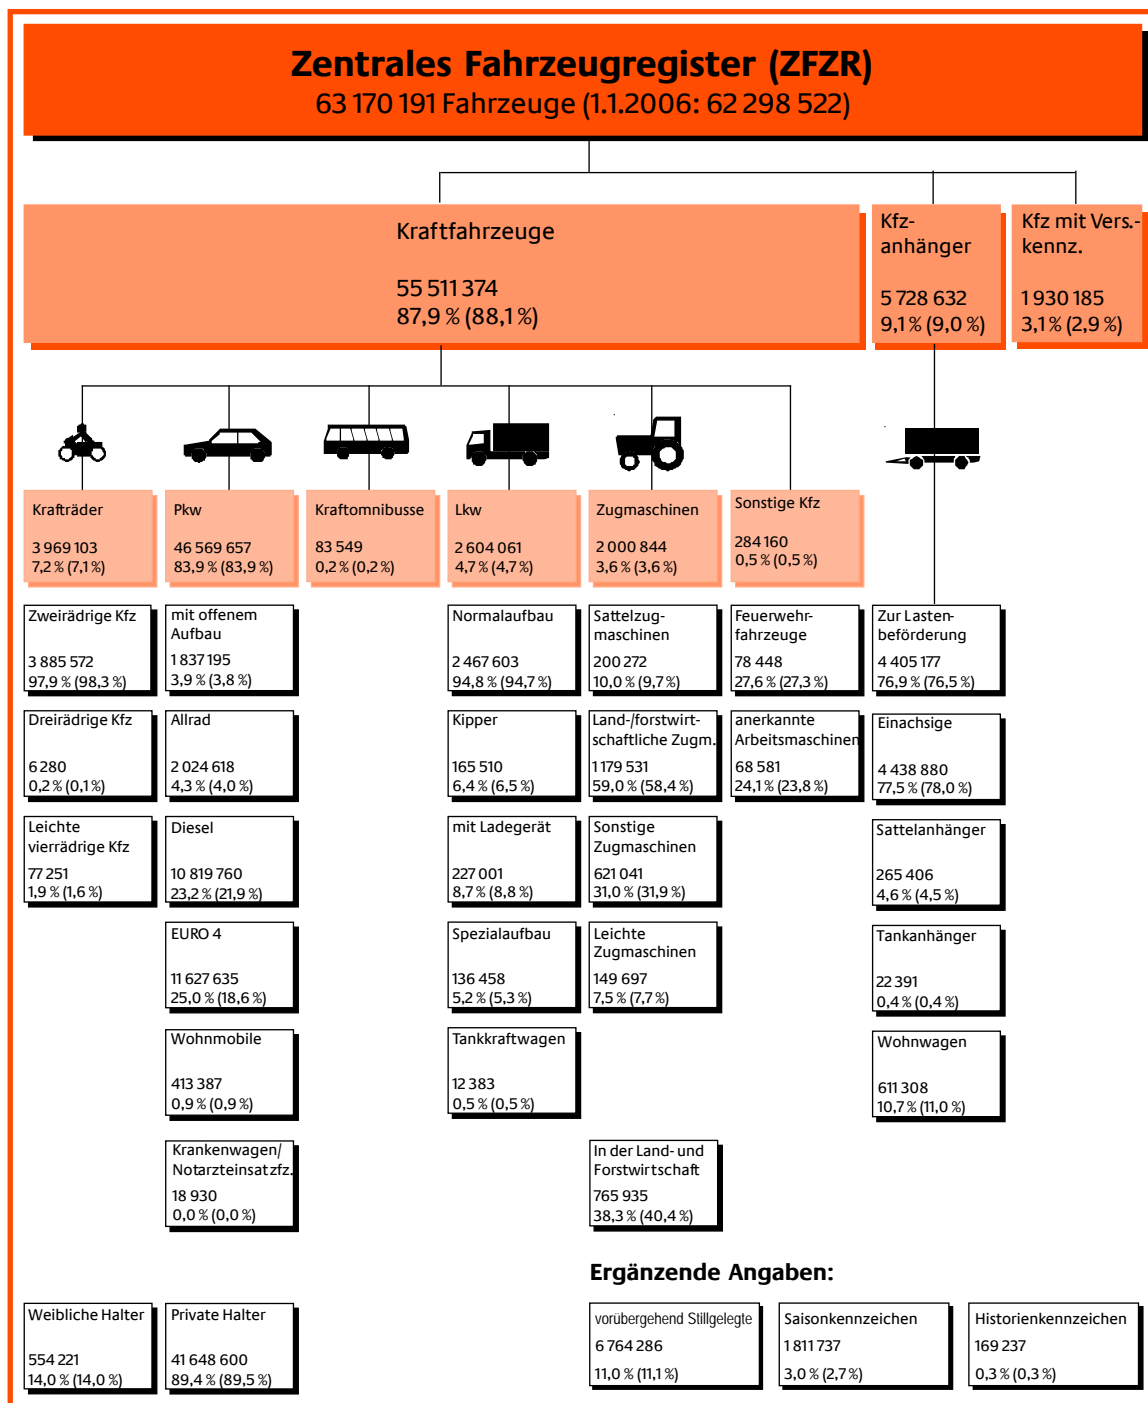 Zentrales Fahrzeugregister (ZFZR)
63 170 191 Fahrzeuge (1.1.2006: 62 298 522)
Kraftfahrzeuge
55 511 374
87,9 % (88,1 %)
Kfz-
anhänger
5 728 632
9,1 % (9,0 %)
Kfz mit Vers.-
kennz.
1 930 185
3,1 % (2,9 %)
Krafträder
3 969 103
7,2 % (7,1 %)
Pkw
46 569 657
83,9 % (83,9 %)
Kraftomnibusse
83 549
0,2 % (0,2 %)
Lkw
2 604 061
4,7 % (4,7 %)
Zugmaschinen
2 000 844
3,6 % (3,6 %)
Sonstige Kfz
284 160
0,5 % (0,5 %)
Zweirädrige Kfz
3 885 572
97,9 % (98,3 %)
mit offenem
Aufbau
1 837 195
3,9 % (3,8 %)
Normalaufbau
2 467 603
94,8 % (94,7 %)
Sattelzug-
maschinen
200 272
10,0 % (9,7 %)
Feuerwehr-
fahrzeuge
78 448
27,6 % (27,3 %)
Zur Lasten-
beförderung
4 405 177
76,9 % (76,5 %)
Dreirädrige Kfz
6 280
0,2 % (0,1 %)
Allrad
2 024 618
4,3 % (4,0 %)
Kipper
165 510
6,4 % (6,5 %)
Land-/forstwirt-
schaftliche Zugm.
1 179 531
59,0 % (58,4 %)
anerkannte
Arbeitsmaschinen
68 581
24,1 % (23,8 %)
Einachsige
4 438 880
77,5 % (78,0 %)
Leichte
vierrädrige Kfz
77 251
1,9 % (1,6 %)
Diesel
10 819 760
23,2 % (21,9 %)
mit Ladegerät
227 001
8,7 % (8,8 %)
Sonstige
Zugmaschinen
621 041
31,0 % (31,9 %)
Sattelanhänger
265 406
4,6 % (4,5 %)
EURO 4
11 627 635
25,0 % (18,6 %)
Spezialaufbau
136 458
5,2 % (5,3 %)
Leichte
Zugmaschinen
149 697
7,5 % (7,7 %)
Tankanhänger
22 391
0,4 % (0,4 %)
Wohnmobile
413 387
0,9 % (0,9 %)
Tankkraftwagen
12 383
0,5 % (0,5 %)
Wohnwagen
611 308
10,7 % (11,0 %)
Krankenwagen/
Notarzteinsatzfz.
18 930
0,0 % (0,0 %)
In der Land- und
Forstwirtschaft
765 935
38,3 % (40,4 %)
Ergänzende Angaben:
Weibliche Halter
554 221
14,0 % (14,0 %)
Private Halter
41 648 600
89,4 % (89,5 %)
vorübergehend Stillgelegte
6 764 286
11,0 % (11,1 %)
Saisonkennzeichen
1 811 737
3,0 % (2,7 %)
Historienkennzeichen
169 237
0,3 % (0,3 %)